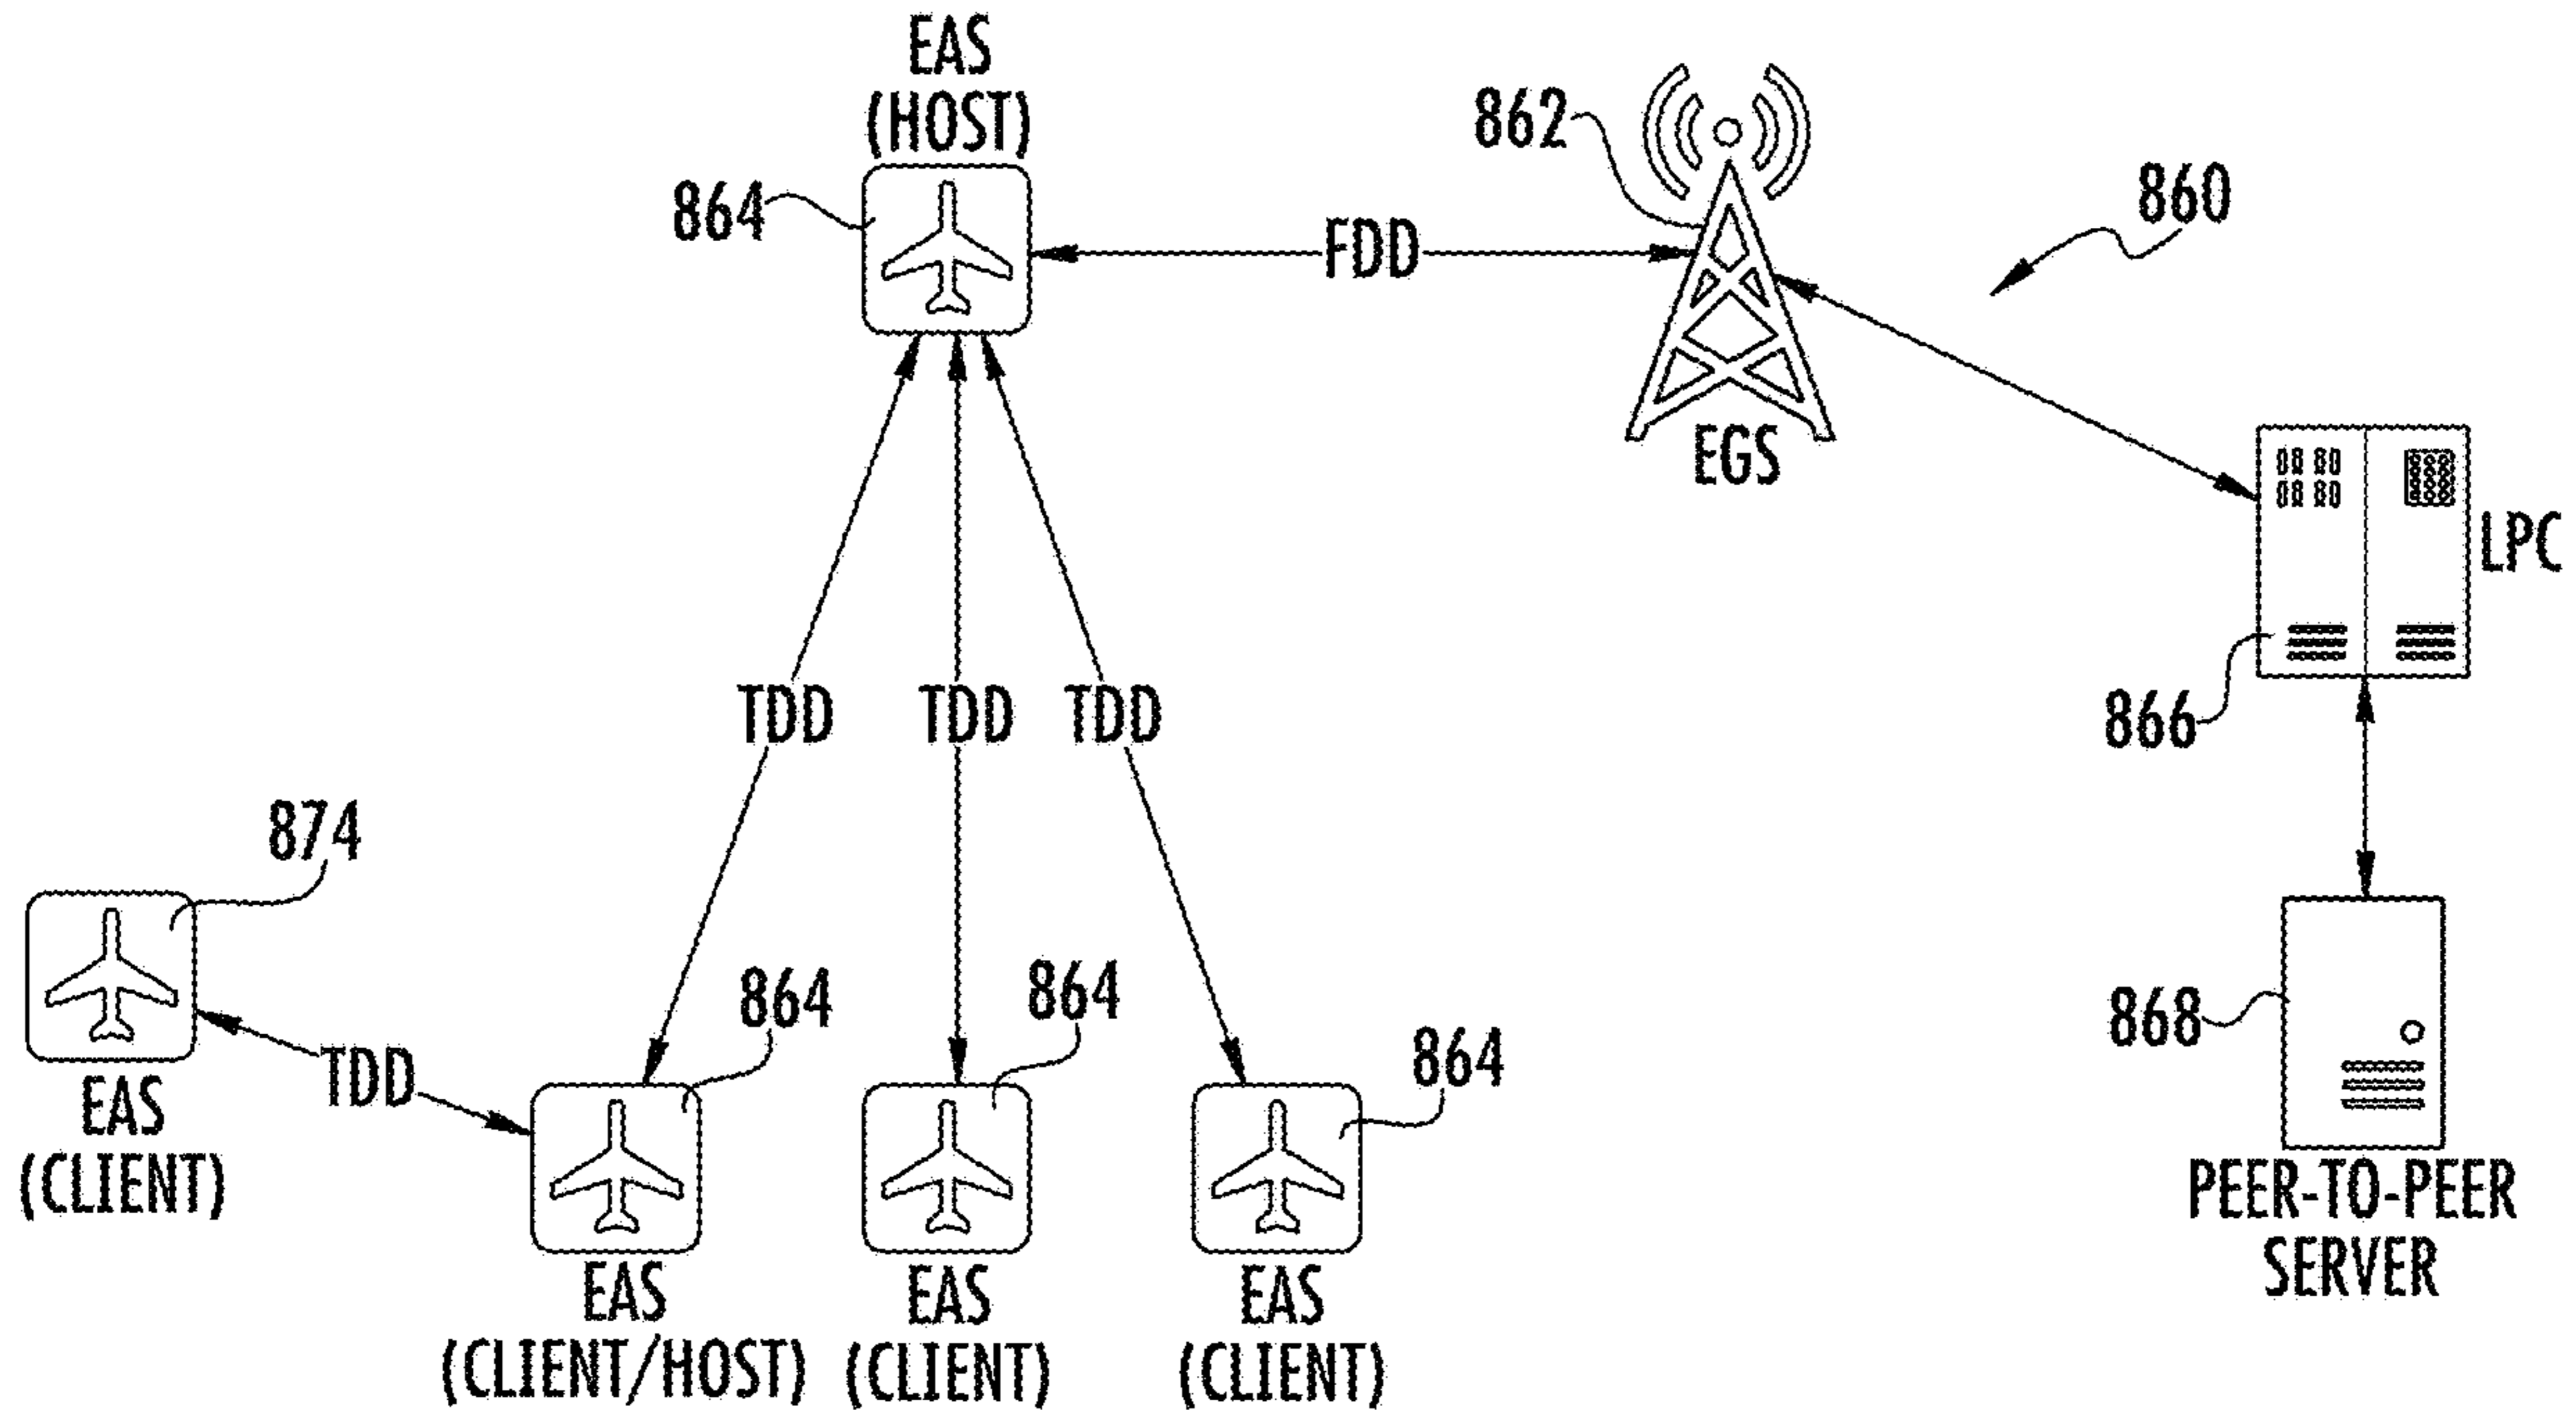 EAS
(HOST)
862
860
864
FDD
EGS
LPC
866
TDD TDD TDD
874
864
864
864
868
TDD
EAS
(CLIENT)
EAS
(CLIENT/HOST)
EAS
(CLIENT)
EAS
(CLIENT)
PEER-TO-PEER
SERVER